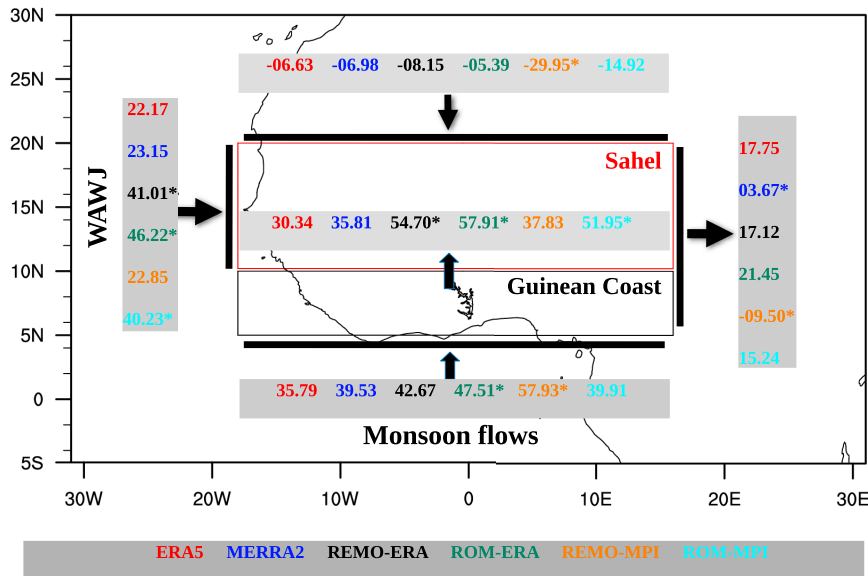 30N
-06.63 -06.98 -08.15 -05.39 -29.95* -14.92
25N
22.17
20N
17.75
23.15
Sahel
03.67*
41.01*
WAWJ
15N
30.34 35.81 54.70* 57.91* 37.83 51.95*
17.12
46.22*
10N
21.45
22.85
Guinean Coast
-09.50*
40.23*
5N
15.24
0
35.79 39.53 42.67 47.51* 57.93* 39.91
Monsoon flows
5S
30W 20W 10W 0 10E 20E 30E
ERA5 MERRA2 REMO-ERA ROM-ERA REMO-MPI ROM-MPI